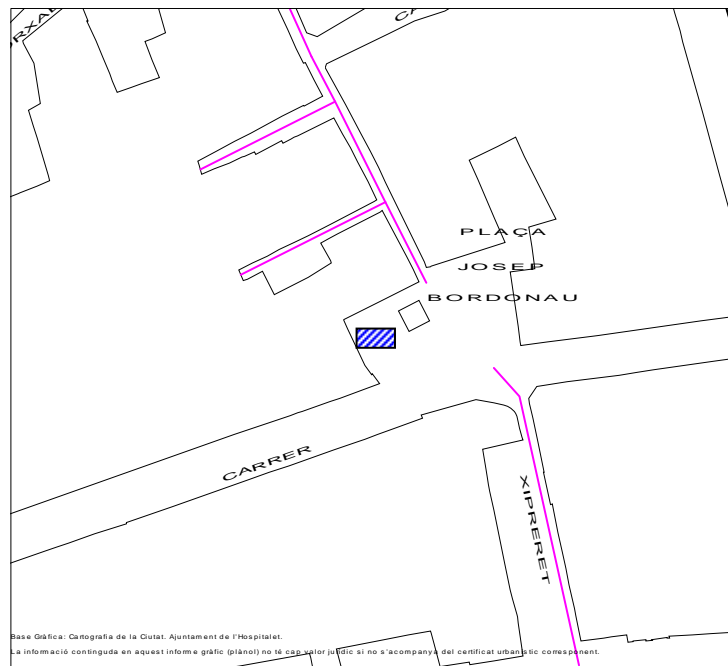 PLAÇA
JOSEP
BORDONAU
CARRER
XIPRERET
Base Gràfica: Cartografia de la Ciutat. Ajuntament de l'Hospitalet.
La informació continguda en aquest informe gràfic (plànol) no té cap valor jurídic si no s'acompanya del certificat urbanístic corresponent.